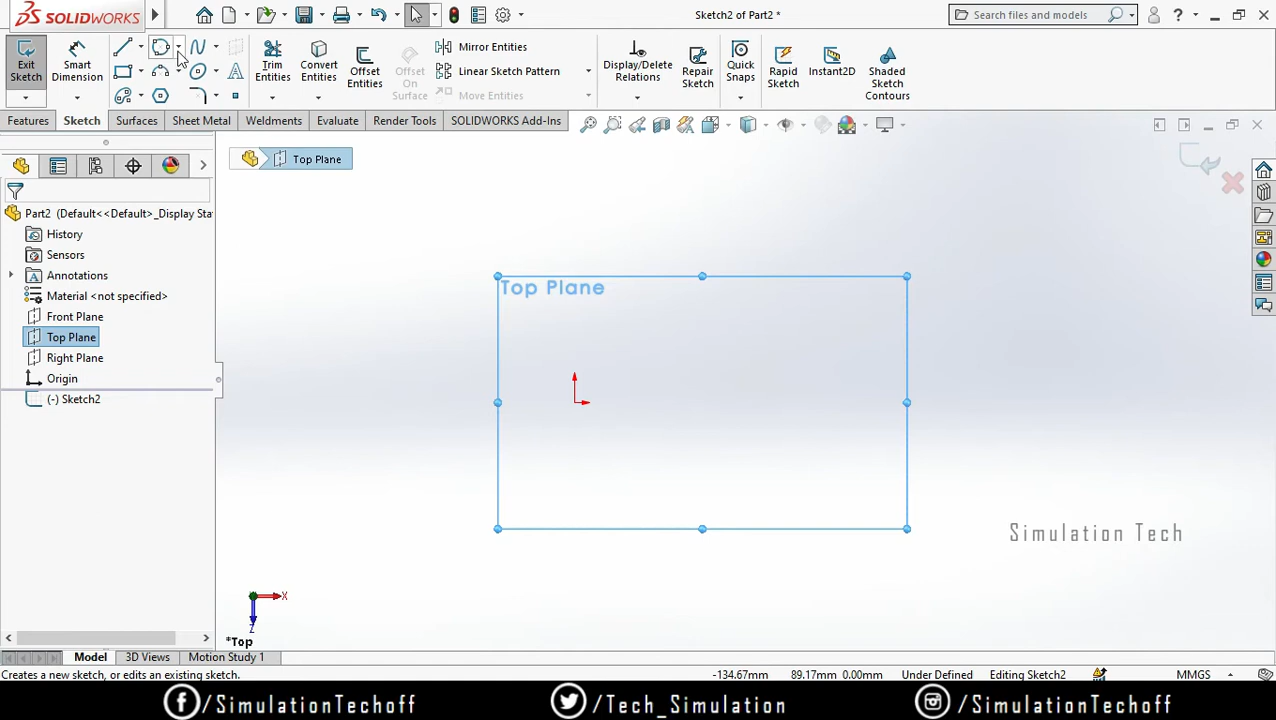 SOLIDWORKS
Sketch2 of Part2 *
Search files and models
Exit Sketch
Smart Dimension
Trim Entities
Convert Entities
Offset Entities
Offset On Surface
Mirror Entities
Linear Sketch Pattern
Move Entities
Display/Delete Relations
Repair Sketch
Quick Snaps
Rapid Sketch
Instant2D
Shaded Sketch Contours
Features
Sketch
Surfaces
Sheet Metal
Weldments
Evaluate
Render Tools
SOLIDWORKS Add-Ins
Top Plane
Part2 (Default<<Default>_Display Sta
History
Sensors
Annotations
Material <not specified>
Front Plane
Top Plane
Right Plane
Origin
(-) Sketch2
Top Plane
Simulation Tech
X
Z
*Top
Model
3D Views
Motion Study 1
Creates a new sketch, or edits an existing sketch.
-134.67mm
89.17mm 0.00mm
Under Defined
Editing Sketch2
MMGS
/SimulationTechoff
/Tech_Simulation
/SimulationTechoff